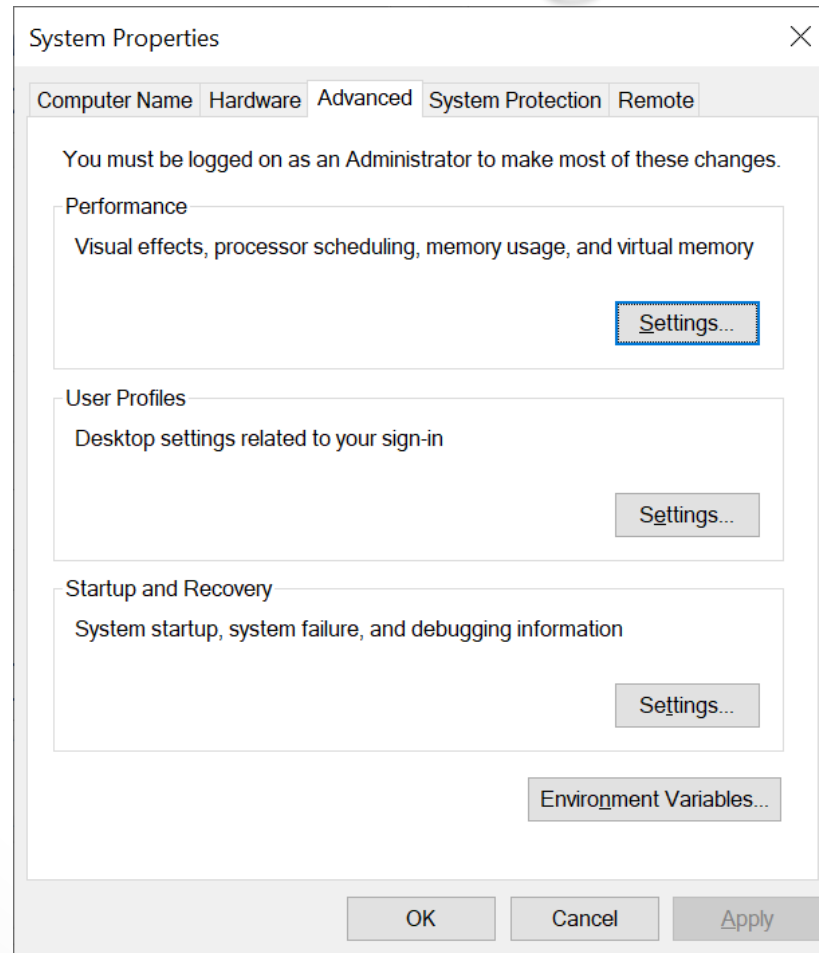 System Properties
Computer Name Hardware Advanced System Protection Remote
You must be logged on as an Administrator to make most of these changes.
Performance
Visual effects, processor scheduling, memory usage, and virtual memory
Settings...
User Profiles
Desktop settings related to your sign-in
Settings...
Startup and Recovery
System startup, system failure, and debugging information
Settings...
Environment Variables...
OK Cancel Apply